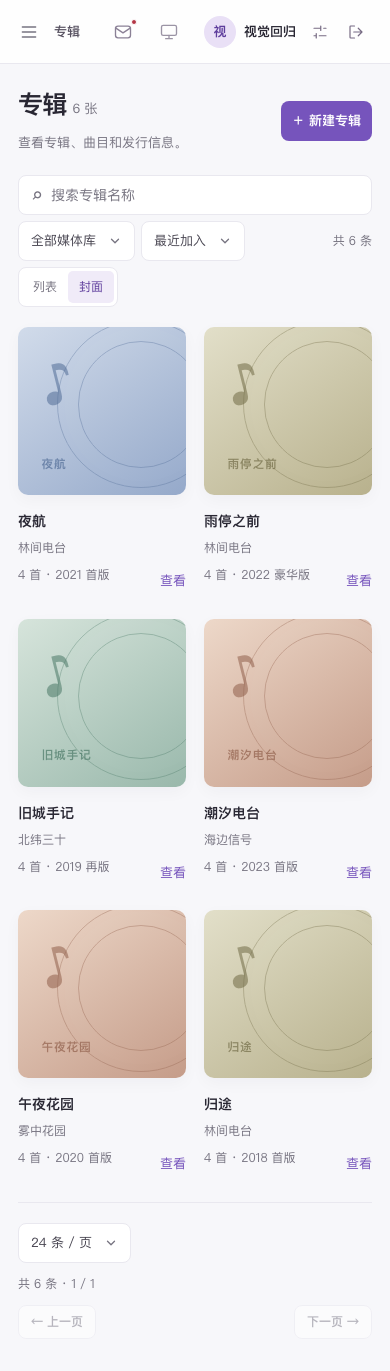 专辑
视 视觉回归
专辑 6 张
查看专辑、曲目和发行信息。
+ 新建专辑
搜索专辑名称
全部媒体库 最近加入 共 6 条
列表 封面
夜航 雨停之前
夜航 雨停之前
林间电台 林间电台
4 首 · 2021 首版 查看 4 首 · 2022 豪华版 查看
旧城手记 潮汐电台
旧城手记 潮汐电台
北纬三十 海边信号
4 首 · 2019 再版 查看 4 首 · 2023 首版 查看
午夜花园 归途
午夜花园 归途
雾中花园 林间电台
4 首 · 2020 首版 查看 4 首 · 2018 首版 查看
24 条 / 页
共 6 条 · 1 / 1
← 上一页 下一页 →